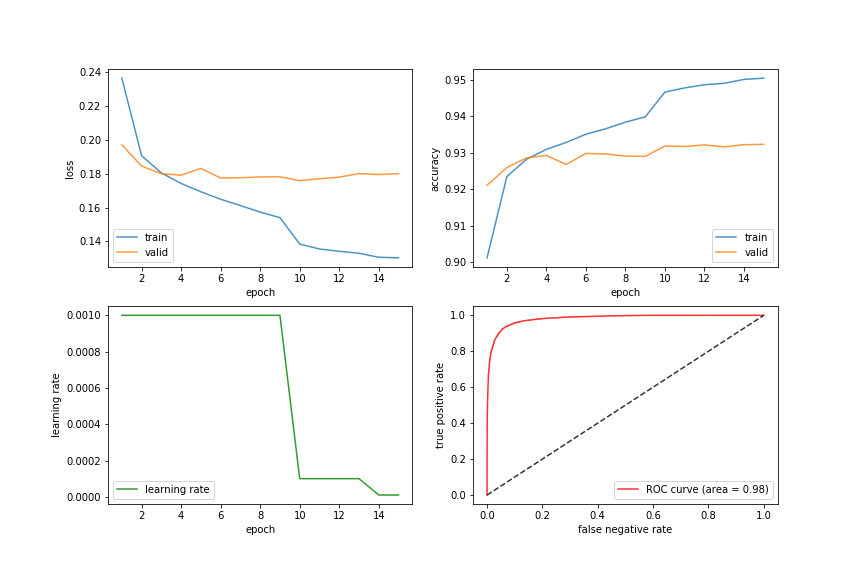 0.24
0.22
0.20
0.18
0.16
0.14
loss
train
valid
2 4 6 8 10 12 14
epoch
0.95
0.94
0.93
0.92
0.91
0.90
accuracy
train
valid
2 4 6 8 10 12 14
epoch
0.0010
0.0008
0.0006
0.0004
0.0002
0.0000
learning rate
learning rate
2 4 6 8 10 12 14
epoch
1.0
0.8
0.6
0.4
0.2
0.0
true positive rate
ROC curve (area = 0.98)
0.0 0.2 0.4 0.6 0.8 1.0
false negative rate